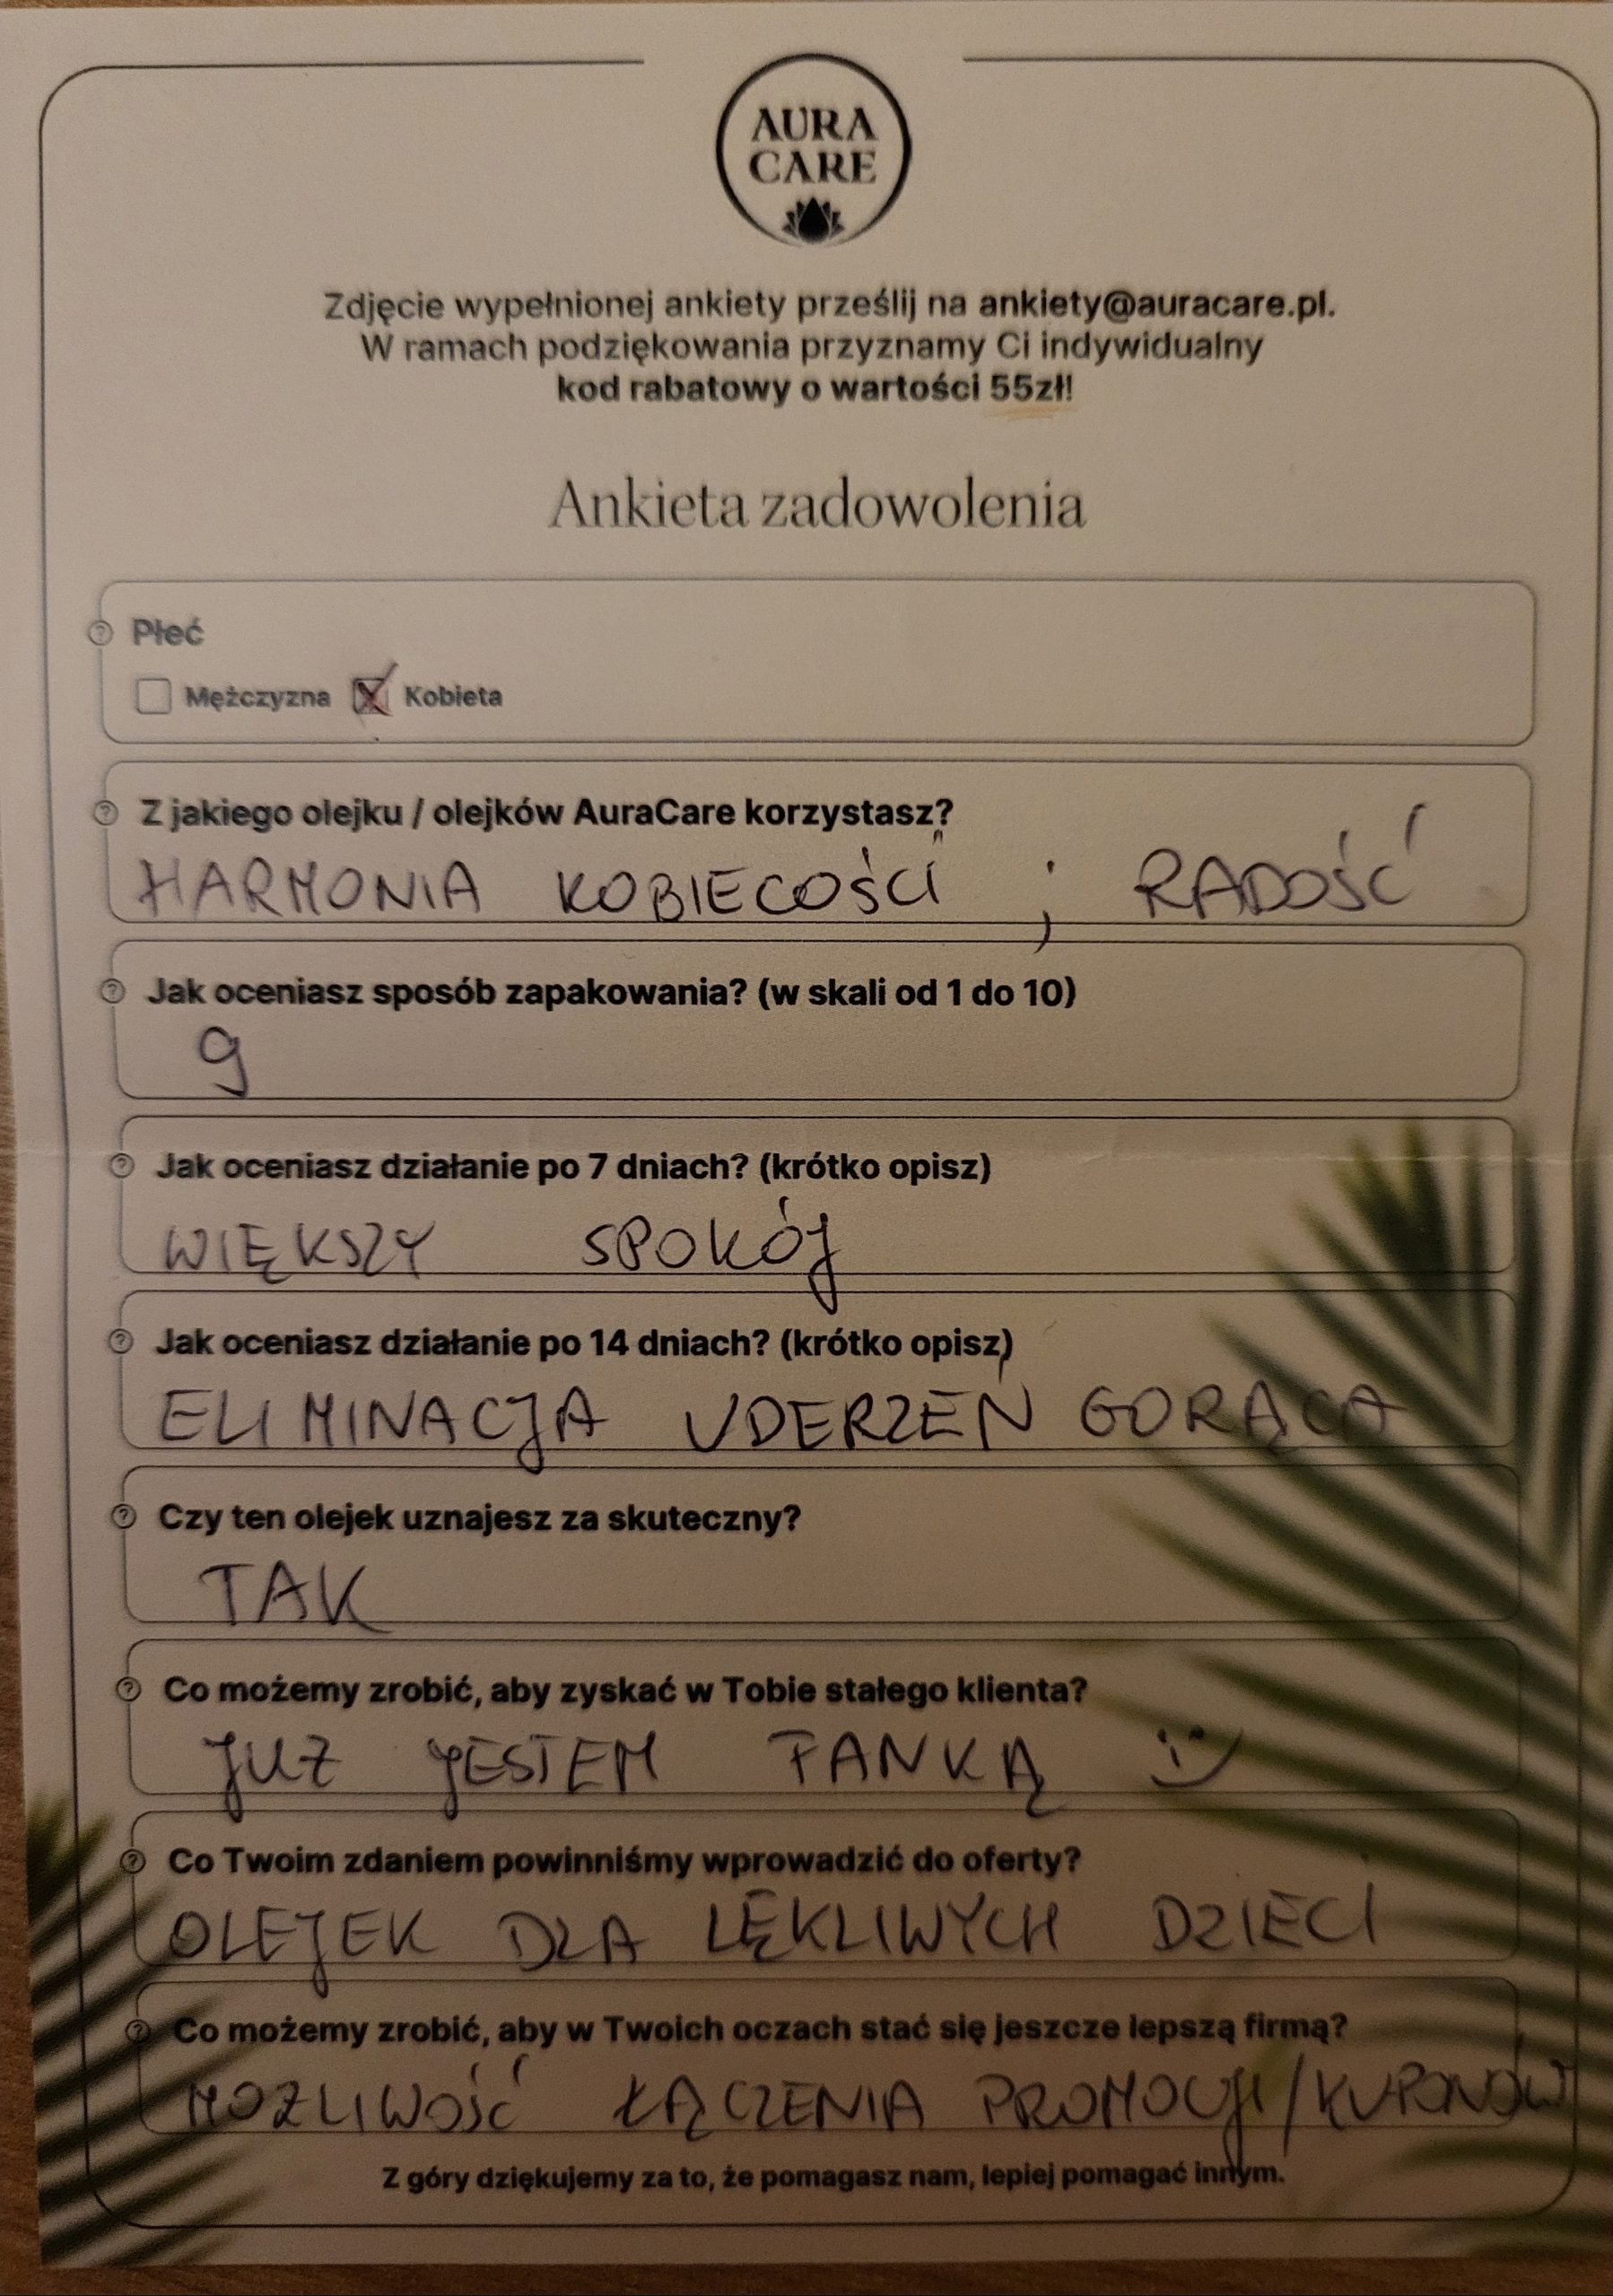 AURA
CARE
Zdjęcie wypełnionej ankiety prześlij na ankiety@auracare.pl.
W ramach podziękowania przyznamy Ci indywidualny
kod rabatowy o wartości 55zł!
Ankieta zadowolenia
Płeć
Mężczyzna Kobieta
Z jakiego olejku / olejków AuraCare korzystasz?
HARMONIA KOBIECOŚCI ; RADOŚĆ
Jak oceniasz sposób zapakowania? (w skali od 1 do 10)
9
Jak oceniasz działanie po 7 dniach? (krótko opisz)
WIĘKSZY SPOKÓJ
Jak oceniasz działanie po 14 dniach? (krótko opisz)
ELIMINACJA UDERZEŃ GORĄCA
Czy ten olejek uznajesz za skuteczny?
TAK
Co możemy zrobić, aby zyskać w Tobie stałego klienta?
JUŻ JESTEM FANKĄ :)
Co Twoim zdaniem powinniśmy wprowadzić do oferty?
OLEJEK DLA LĘKLIWYCH DZIECI
Co możemy zrobić, aby w Twoich oczach stać się jeszcze lepszą firmą?
MOŻLIWOŚĆ ŁĄCZENIA PROMOCJI/KUPONÓW
Z góry dziękujemy za to, że pomagasz nam, lepiej pomagać innym.